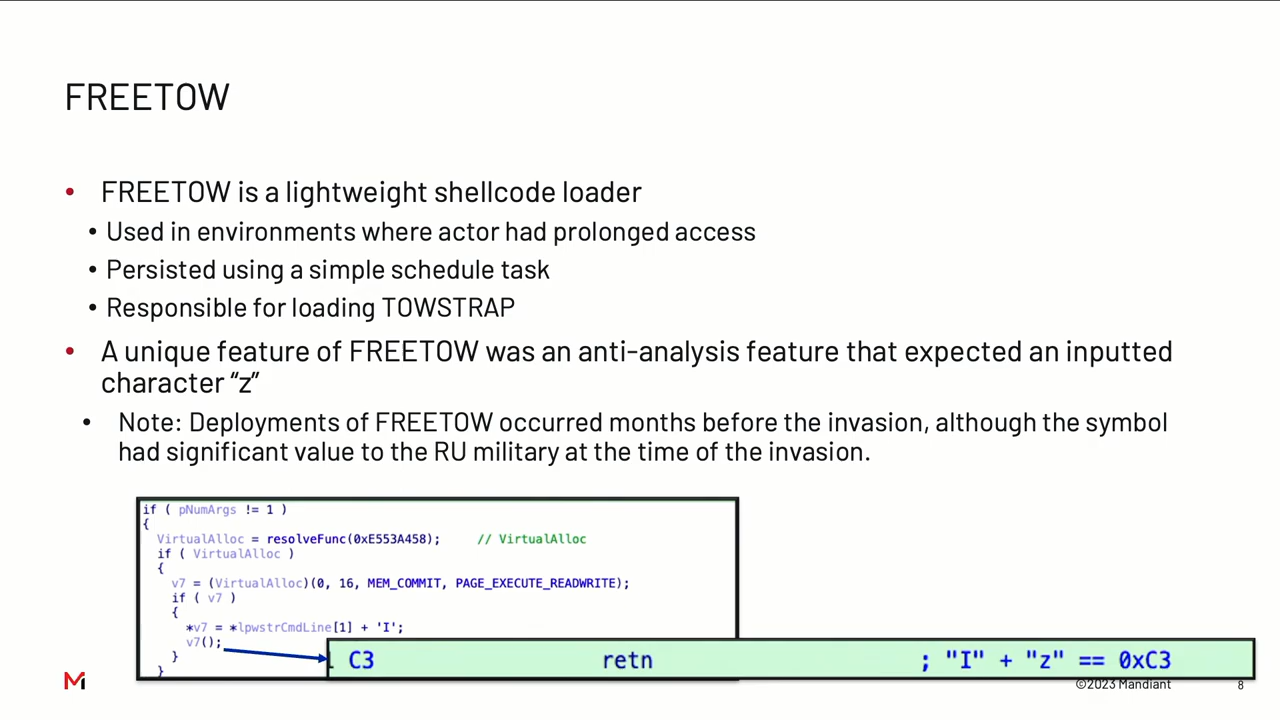 FREETOW
• FREETOW is a lightweight shellcode loader
• Used in environments where actor had prolonged access
• Persisted using a simple schedule task
• Responsible for loading TOWSTRAP
• A unique feature of FREETOW was an anti-analysis feature that expected an inputted
character “z”
• Note: Deployments of FREETOW occurred months before the invasion, although the symbol
had significant value to the RU military at the time of the invasion.
if ( pNumArgs != 1 )
{
VirtualAlloc = resolveFunc(0xE553A458); // VirtualAlloc
if ( VirtualAlloc )
{
v7 = (VirtualAlloc)(0, 16, MEM_COMMIT, PAGE_EXECUTE_READWRITE);
if ( v7 )
{
*v7 = *lpwstrCmdLine[1] + 'I';
v7();
}
}
C3 retn ; "I" + "z" == 0xC3
M
©2023 Mandiant 8